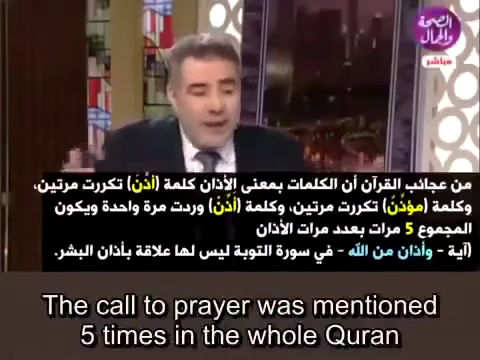 الصحة
والجمال
مباشر
من عجائب القرآن أن الكلمات بمعنى الأذان كلمة (أذّن) تكررت مرتين،
وكلمة (مؤذّن) تكررت مرتين، وكلمة (أذّن) وردت مرة واحدة ويكون
المجموع 5 مرات بعدد مرات الأذان
(آية - وأذان من الله - في سورة التوبة ليس لها علاقة بأذان البشر.
The call to prayer was mentioned
5 times in the whole Quran